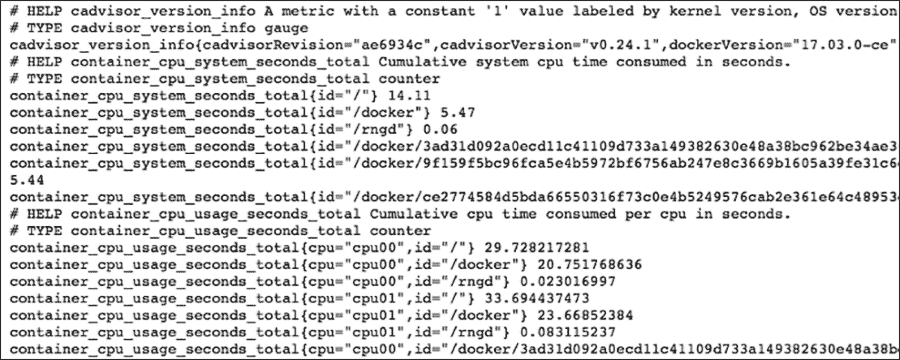 # HELP cadvisor_version_info A metric with a constant '1' value labeled by kernel version, OS version
# TYPE cadvisor_version_info gauge
cadvisor_version_info{cadvisorRevision="ae6934c",cadvisorVersion="v0.24.1",dockerVersion="17.03.0-ce"
# HELP container_cpu_system_seconds_total Cumulative system cpu time consumed in seconds.
# TYPE container_cpu_system_seconds_total counter
container_cpu_system_seconds_total{id="/"} 14.11
container_cpu_system_seconds_total{id="/docker"} 5.47
container_cpu_system_seconds_total{id="/rngd"} 0.06
container_cpu_system_seconds_total{id="/docker/3ad31d092a0ecd11c41109d733a149382630e48a38bc962be34ae3
container_cpu_system_seconds_total{id="/docker/9f159f5bc96fca5e4b5972bf6756ab247e8c3669b1605a39fe31c6
5.44
container_cpu_system_seconds_total{id="/docker/ce2774584d5bda66550316f73c0e4b5249576cab2e361e64c48953
# HELP container_cpu_usage_seconds_total Cumulative cpu time consumed per cpu in seconds.
# TYPE container_cpu_usage_seconds_total counter
container_cpu_usage_seconds_total{cpu="cpu00",id="/"} 29.728217281
container_cpu_usage_seconds_total{cpu="cpu00",id="/docker"} 20.751768636
container_cpu_usage_seconds_total{cpu="cpu00",id="/rngd"} 0.023016997
container_cpu_usage_seconds_total{cpu="cpu01",id="/"} 33.694437473
container_cpu_usage_seconds_total{cpu="cpu01",id="/docker"} 23.66852384
container_cpu_usage_seconds_total{cpu="cpu01",id="/rngd"} 0.083115237
container_cpu_usage_seconds_total{cpu="cpu00",id="/docker/3ad31d092a0ecd11c41109d733a149382630e48a38b